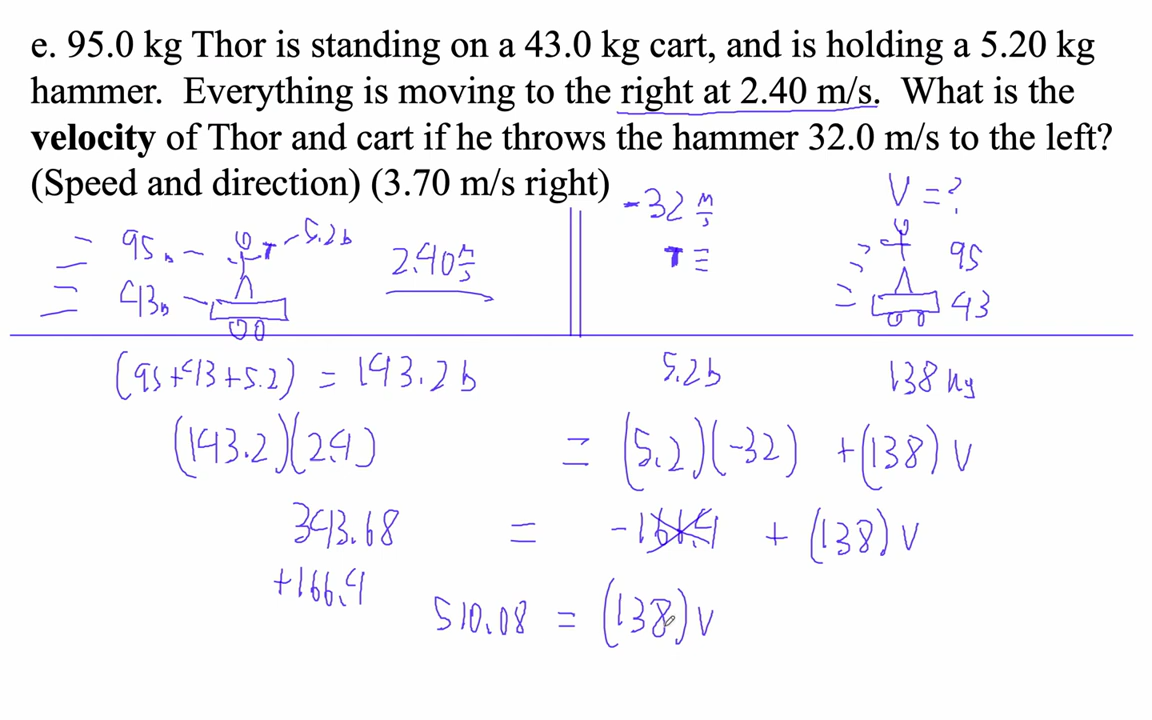 e. 95.0 kg Thor is standing on a 43.0 kg cart, and is holding a 5.20 kg
hammer. Everything is moving to the right at 2.40 m/s. What is the
velocity of Thor and cart if he throws the hammer 32.0 m/s to the left?
(Speed and direction) (3.70 m/s right)
-32 m/s
V = ?
95
5.2
2.40 m/s
95
43
43
(95+43+5.2) = 143.2
5.2
138 kg
(143.2)(2.4) = (5.2)(-32) + (138) V
343.68 = -166.4 + (138) V
+166.4
510.08 = (138) V